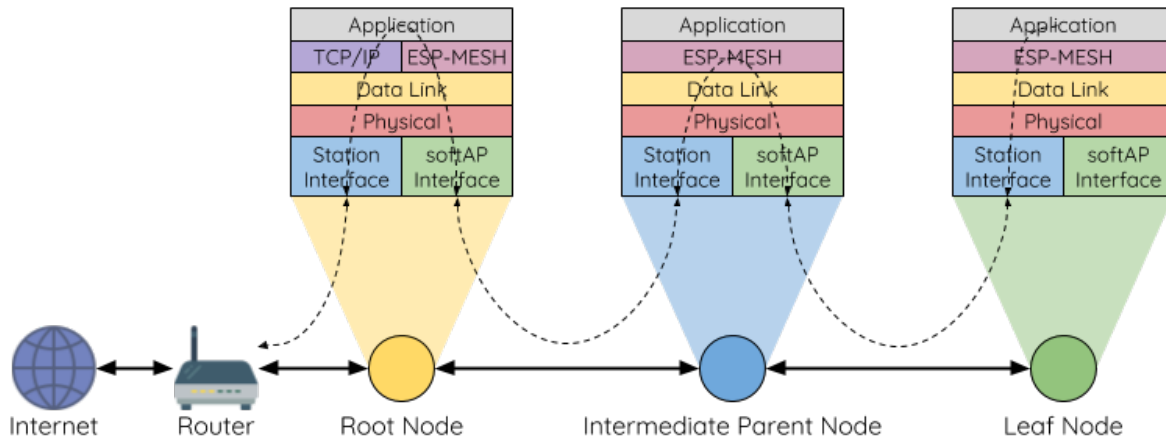 Application
TCP/IP ESP-MESH
Data Link
Physical
Station Interface
softAP Interface
Application
ESP-MESH
Data Link
Physical
Station Interface
softAP Interface
Application
ESP-MESH
Data Link
Physical
Station Interface
softAP Interface
Internet
Router
Root Node
Intermediate Parent Node
Leaf Node